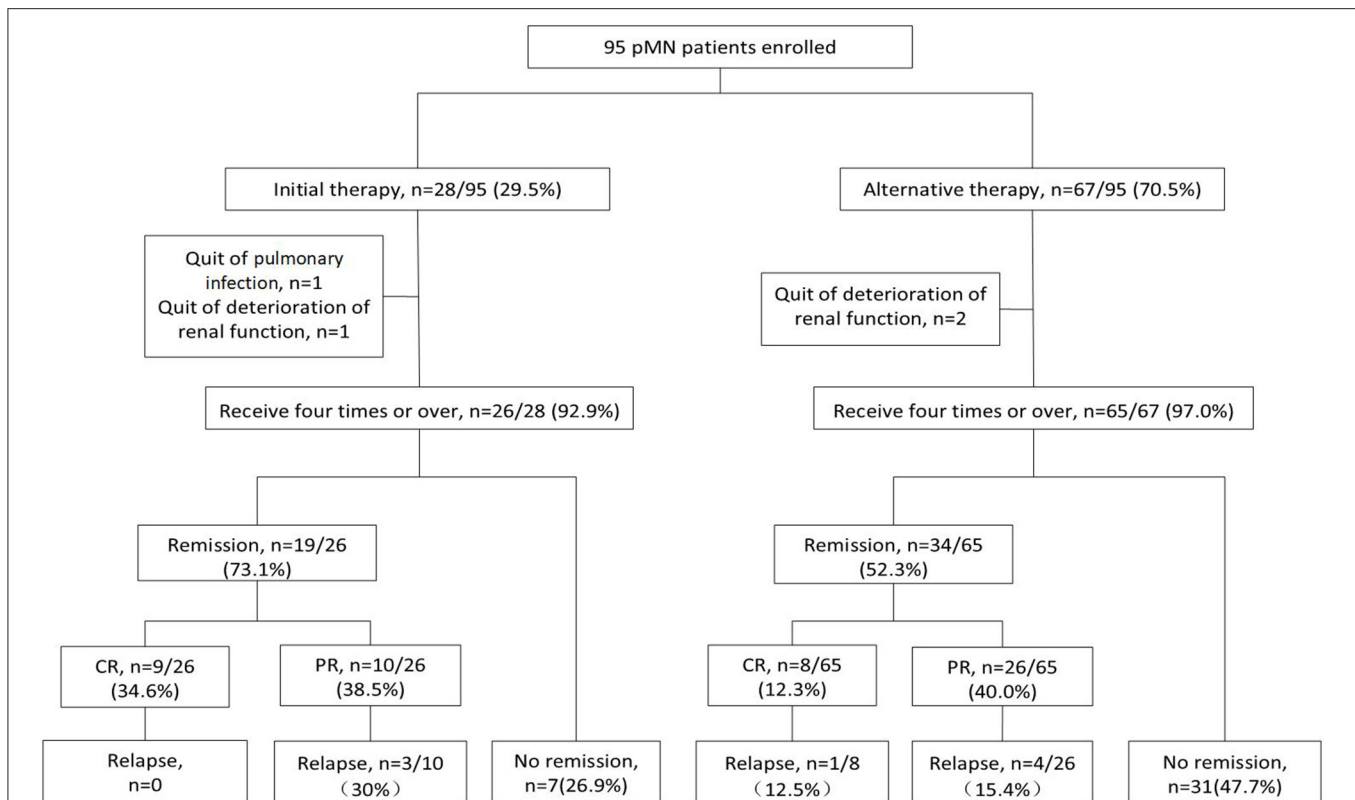 95 pMN patients enrolled
Initial therapy, n=28/95 (29.5%)
Alternative therapy, n=67/95 (70.5%)
Quit of pulmonary
infection, n=1
Quit of deterioration of
renal function, n=1
Quit of deterioration of
renal function, n=2
Receive four times or over, n=26/28 (92.9%)
Receive four times or over, n=65/67 (97.0%)
Remission, n=19/26
(73.1%)
Remission, n=34/65
(52.3%)
CR, n=9/26
(34.6%)
PR, n=10/26
(38.5%)
CR, n=8/65
(12.3%)
PR, n=26/65
(40.0%)
Relapse,
n=0
Relapse, n=3/10
（30%）
No remission,
n=7(26.9%)
Relapse, n=1/8
（12.5%）
Relapse, n=4/26
（15.4%）
No remission,
n=31(47.7%)